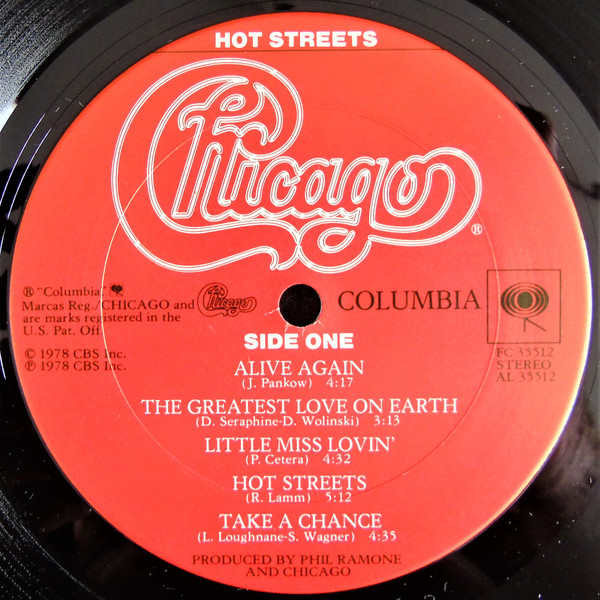 HOT STREETS
Chicago®
® "Columbia,"
Marcas Reg./CHICAGO and
are marks registered in the
U.S. Pat. Off.
Chicago
© 1978 CBS Inc.
℗ 1978 CBS Inc.
COLUMBIA
FC 35512
STEREO
AL 35512
SIDE ONE
ALIVE AGAIN
(J. Pankow) 4:17
THE GREATEST LOVE ON EARTH
(D. Seraphine-D. Wolinski) 3:13
LITTLE MISS LOVIN'
(P. Cetera) 4:32
HOT STREETS
(R. Lamm) 5:12
TAKE A CHANCE
(L. Loughnane-S. Wagner) 4:35
PRODUCED BY PHIL RAMONE
AND CHICAGO